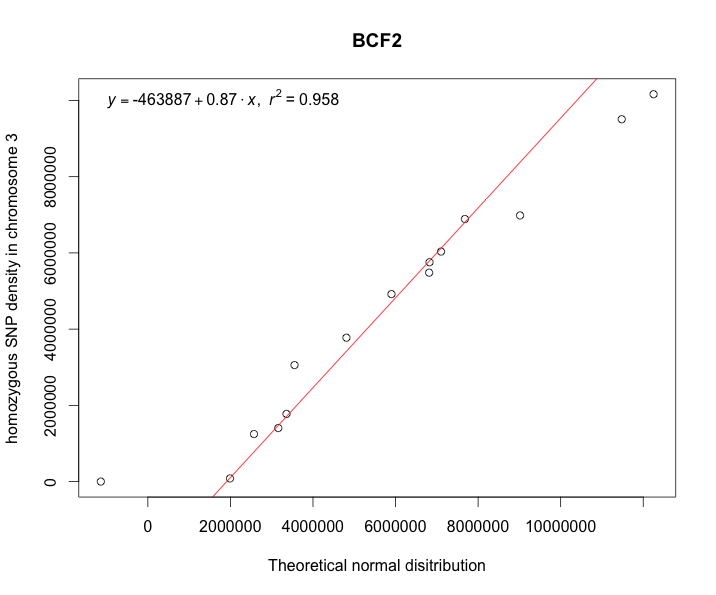 BCF2
y = -463887 + 0.87 · x, r² = 0.958
homozygous SNP density in chromosome 3
8000000
6000000
4000000
2000000
0
0 2000000 4000000 6000000 8000000 10000000
Theoretical normal disitribution